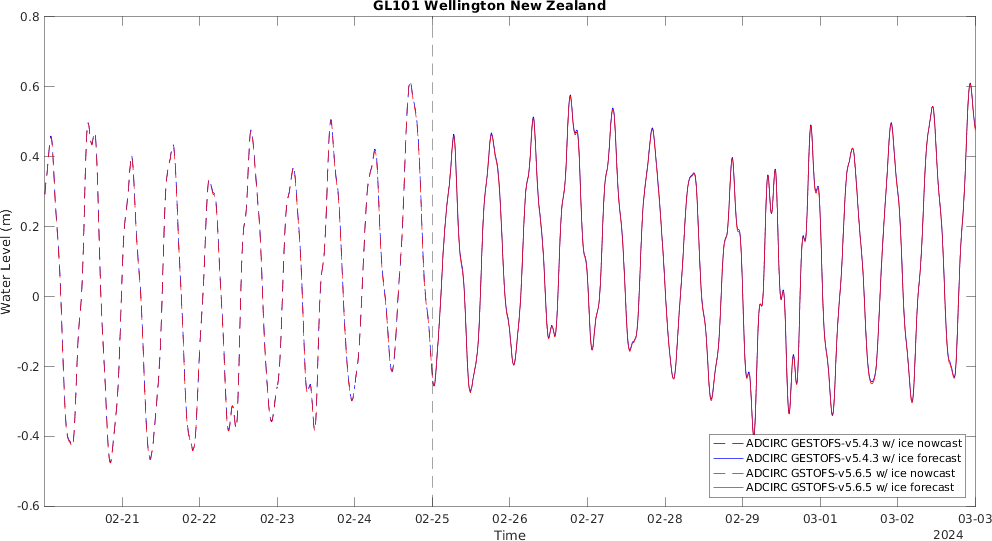 GL101 Wellington New Zealand
0.8
0.6
0.4
0.2
0
-0.2
-0.4
-0.6
Water Level (m)
ADCIRC GESTOFS-v5.4.3 w/ ice nowcast
ADCIRC GESTOFS-v5.4.3 w/ ice forecast
ADCIRC GSTOFS-v5.6.5 w/ ice nowcast
ADCIRC GSTOFS-v5.6.5 w/ ice forecast
02-21 02-22 02-23 02-24 02-25 02-26 02-27 02-28 02-29 03-01 03-02 03-03
Time
2024